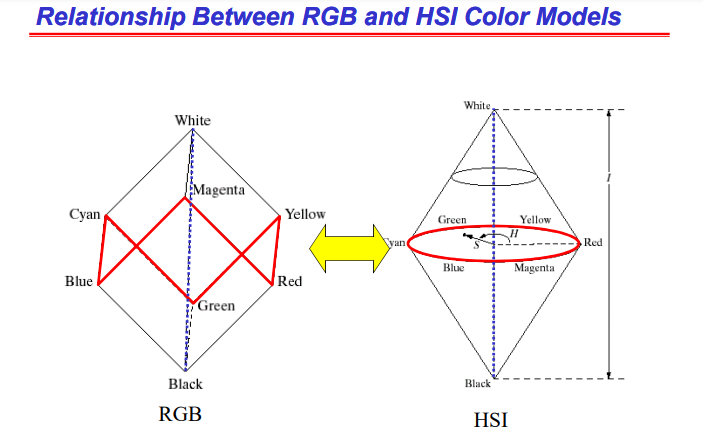 Relationship Between RGB and HSI Color Models
White
Magenta
Cyan
Yellow
Blue
Red
Green
Black
RGB
White
I
Green
Yellow
H
S
yan
Red
Blue
Magenta
Black
HSI